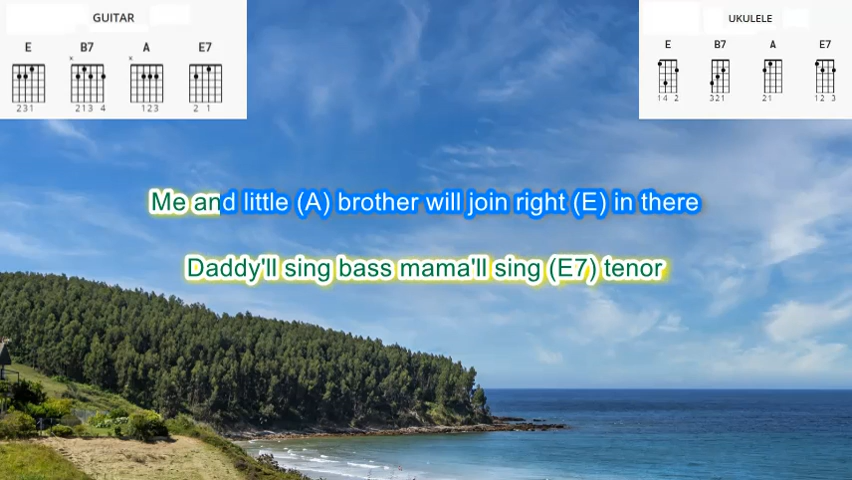 GUITAR
E B7 A E7
x x
231 213 4 123 2 1
UKULELE
E B7 A E7
14 2 321 21 12 3
Me and little (A) brother will join right (E) in there
Daddy'll sing bass mama'll sing (E7) tenor